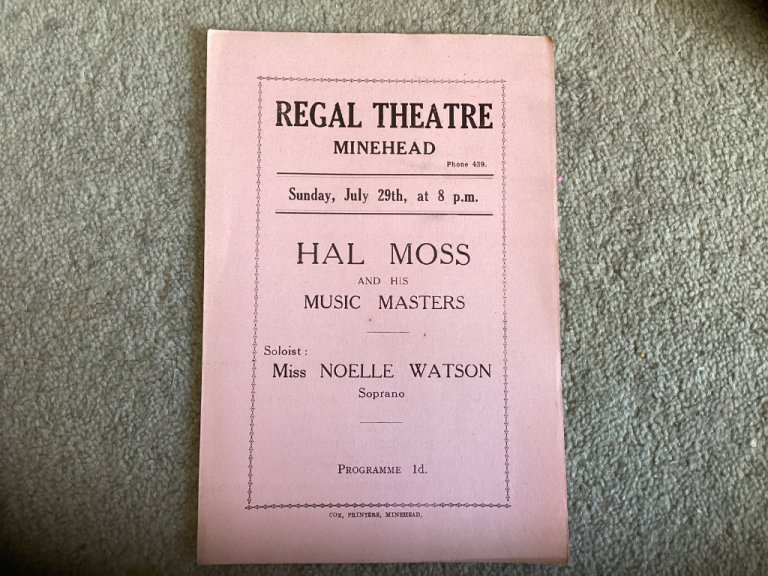 REGAL THEATRE
MINEHEAD
Phone 439.
Sunday, July 29th, at 8 p.m.
HAL MOSS
AND HIS
MUSIC MASTERS
Soloist :
Miss NOELLE WATSON
Soprano
PROGRAMME 1d.
COX, PRINTERS, MINEHEAD.